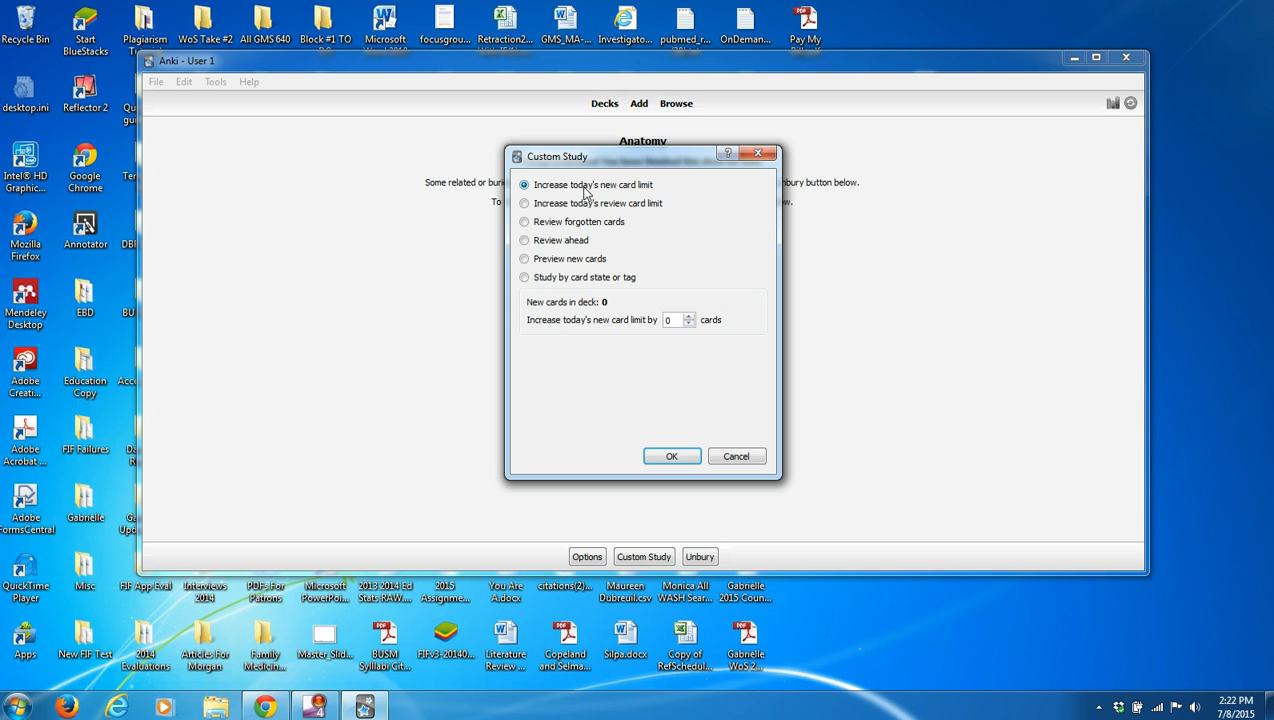 Recycle Bin
Start
BlueStacks
Plagiarism
WoS Take #2
All GMS 640
Block #1 TO
Microsoft
focusgrou...
Retraction2...
GMS_MA-...
Investigato...
pubmed_r...
OnDeman...
Pay My
Anki - User 1
File Edit Tools Help
desktop.ini
Reflector 2
Decks Add Browse
Anatomy
Custom Study
Some related or buri
nbury button below.
To
w.
Increase today's new card limit
Increase today's review card limit
Review forgotten cards
Review ahead
Preview new cards
Study by card state or tag
New cards in deck: 0
Increase today's new card limit by 0 cards
OK Cancel
Options Custom Study Unbury
Intel® HD
Graphic...
Google
Chrome
Mozilla
Firefox
Annotator
Mendeley
Desktop
EBD
Adobe
Creati...
Education
Copy
Adobe
Acrobat ...
FIF Failures
Adobe
FormsCentral
Gabrielle
QuickTime
Player
Misc
FIF App Eval
Interviews
2014
PDFs For
Patrons
Microsoft
PowerPoi...
2013 2014 Ed
Stats RAW...
2015
Assignme...
You Are
A.docx
citations(2)...
Maureen
Dubreuil.csv
Monica All
WASH Sear...
Gabrielle
2015 Coun...
Apps
New FIF Test
2014
Evaluations
Articles For
Morgan
Family
Medicin...
Master_Slid...
BUSM
Sylllabi Cit...
FIFv3-20140...
Literature
Review ...
Copeland
and Selma...
Silpa.docx
Copy of
RefSchedul...
Gabrielle
WoS 2...
2:22 PM
7/8/2015